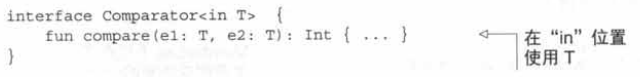 interface Comparator<in T> {
    fun compare(e1: T, e2: T): Int { ... }
}
在“in”位置
使用 T